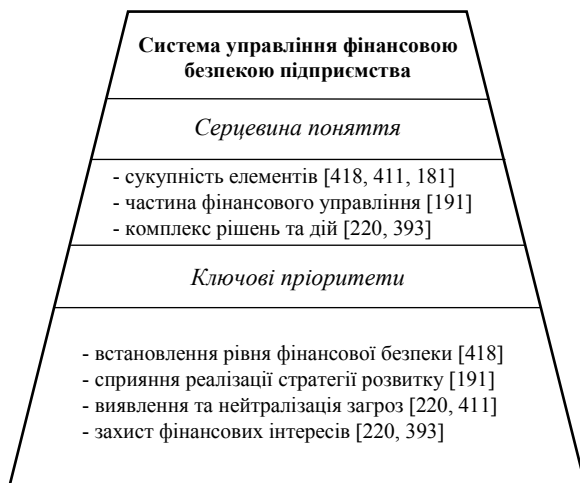 Система управління фінансовою
безпекою підприємства
Серцевина поняття
- сукупність елементів [418, 411, 181]
- частина фінансового управління [191]
- комплекс рішень та дій [220, 393]
Ключові пріоритети
- встановлення рівня фінансової безпеки [418]
- сприяння реалізації стратегії розвитку [191]
- виявлення та нейтралізація загроз [220, 411]
- захист фінансових інтересів [220, 393]